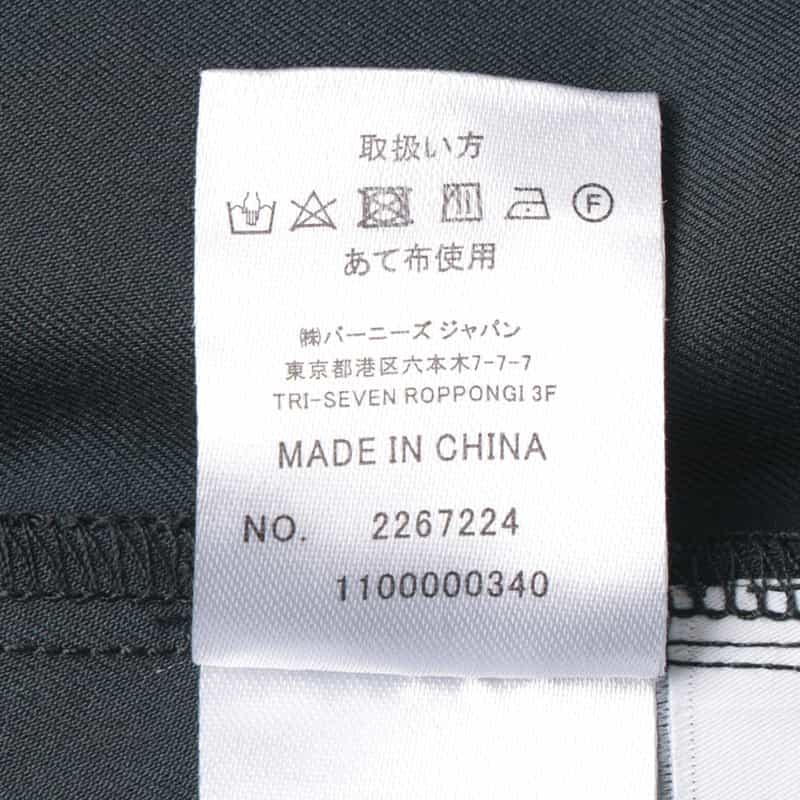 取扱い方
F
あて布使用
㈱バーニーズ ジャパン
東京都港区六本木7-7-7
TRI-SEVEN ROPPONGI 3F
MADE IN CHINA
NO. 2267224
1100000340